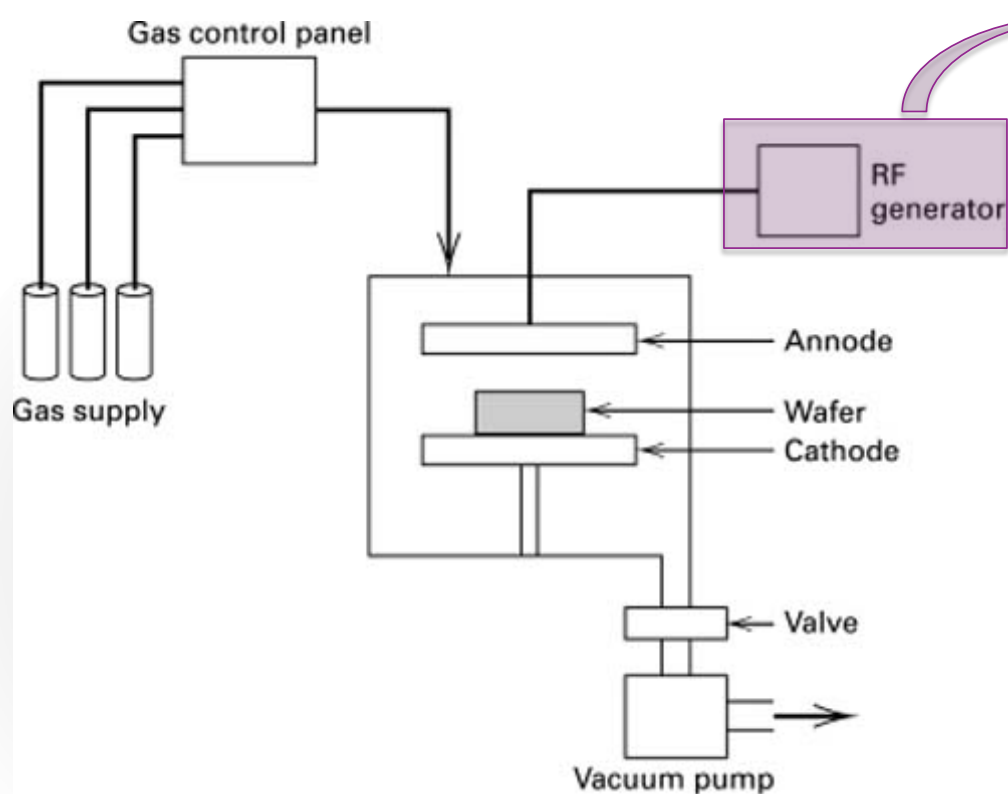 Gas control panel
RF
generator
Annode
Gas supply
Wafer
Cathode
Valve
Vacuum pump